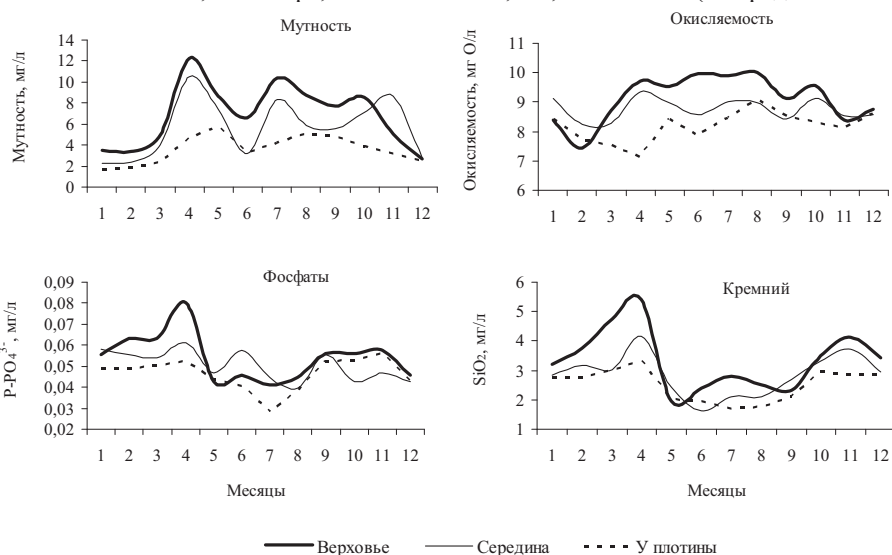 Мутность
Мутность, мг/л
14
12
10
8
6
4
2
0
1 2 3 4 5 6 7 8 9 10 11 12
Окисляемость
Окисляемость, мг О/л
11
10
9
8
7
6
1 2 3 4 5 6 7 8 9 10 11 12
Фосфаты
P-PO₄³⁻, мг/л
0,09
0,08
0,07
0,06
0,05
0,04
0,03
0,02
1 2 3 4 5 6 7 8 9 10 11 12
Месяцы
Кремний
SiO₂, мг/л
6
5
4
3
2
1
1 2 3 4 5 6 7 8 9 10 11 12
Месяцы
Верховье Середина У плотины